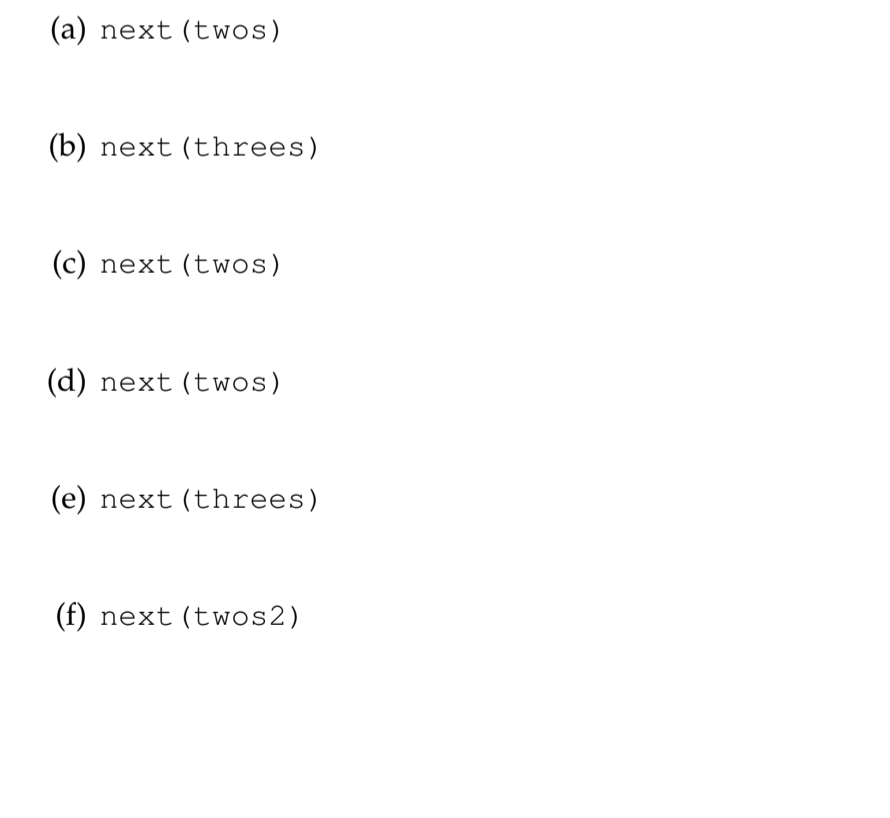 (a) next(twos)
(b) next(threes)
(c) next(twos)
(d) next(twos)
(e) next(threes)
(f) next(twos2)